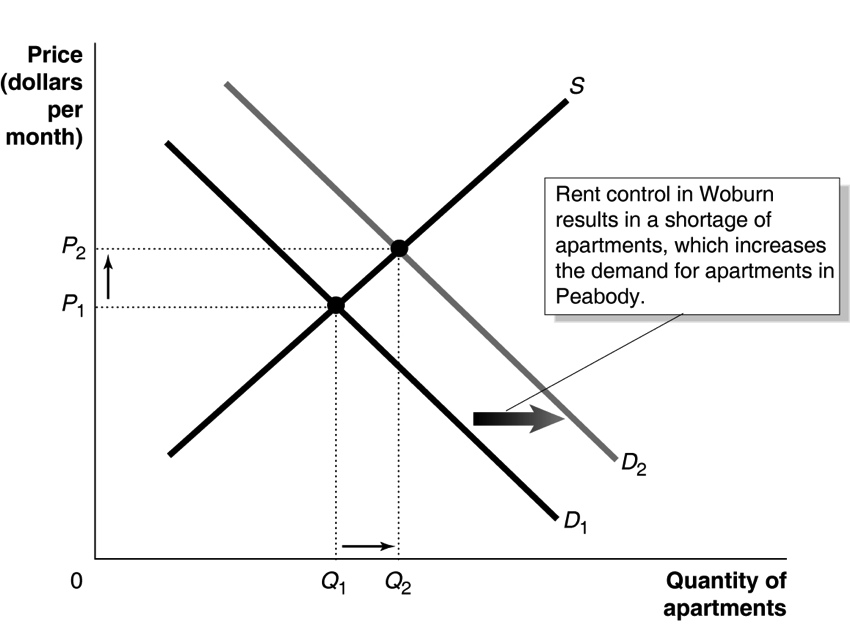 Price
(dollars
per
month)
S
Rent control in Woburn
results in a shortage of
apartments, which increases
the demand for apartments in
Peabody.
P2
P1
D2
D1
0
Q1
Q2
Quantity of
apartments